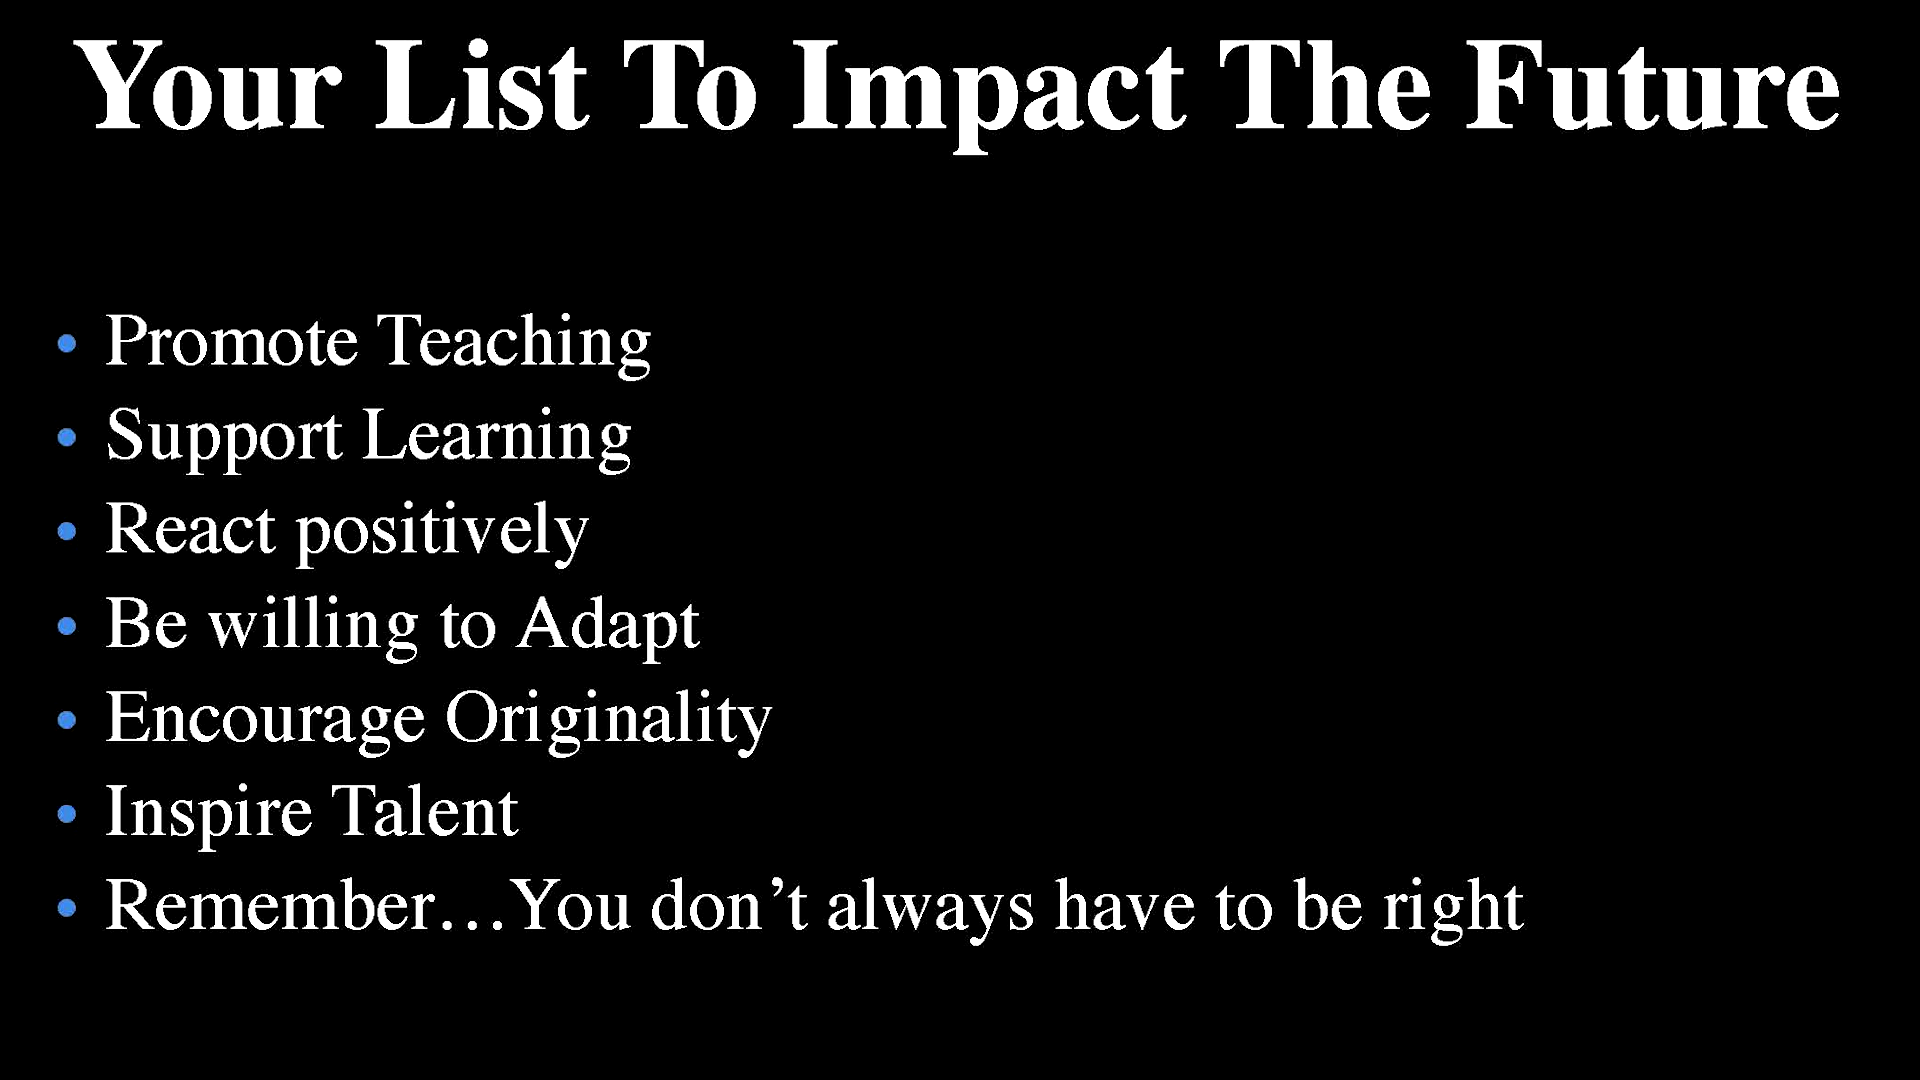 Your List To Impact The Future
• Promote Teaching
• Support Learning
• React positively
• Be willing to Adapt
• Encourage Originality
• Inspire Talent
• Remember…You don’t always have to be right